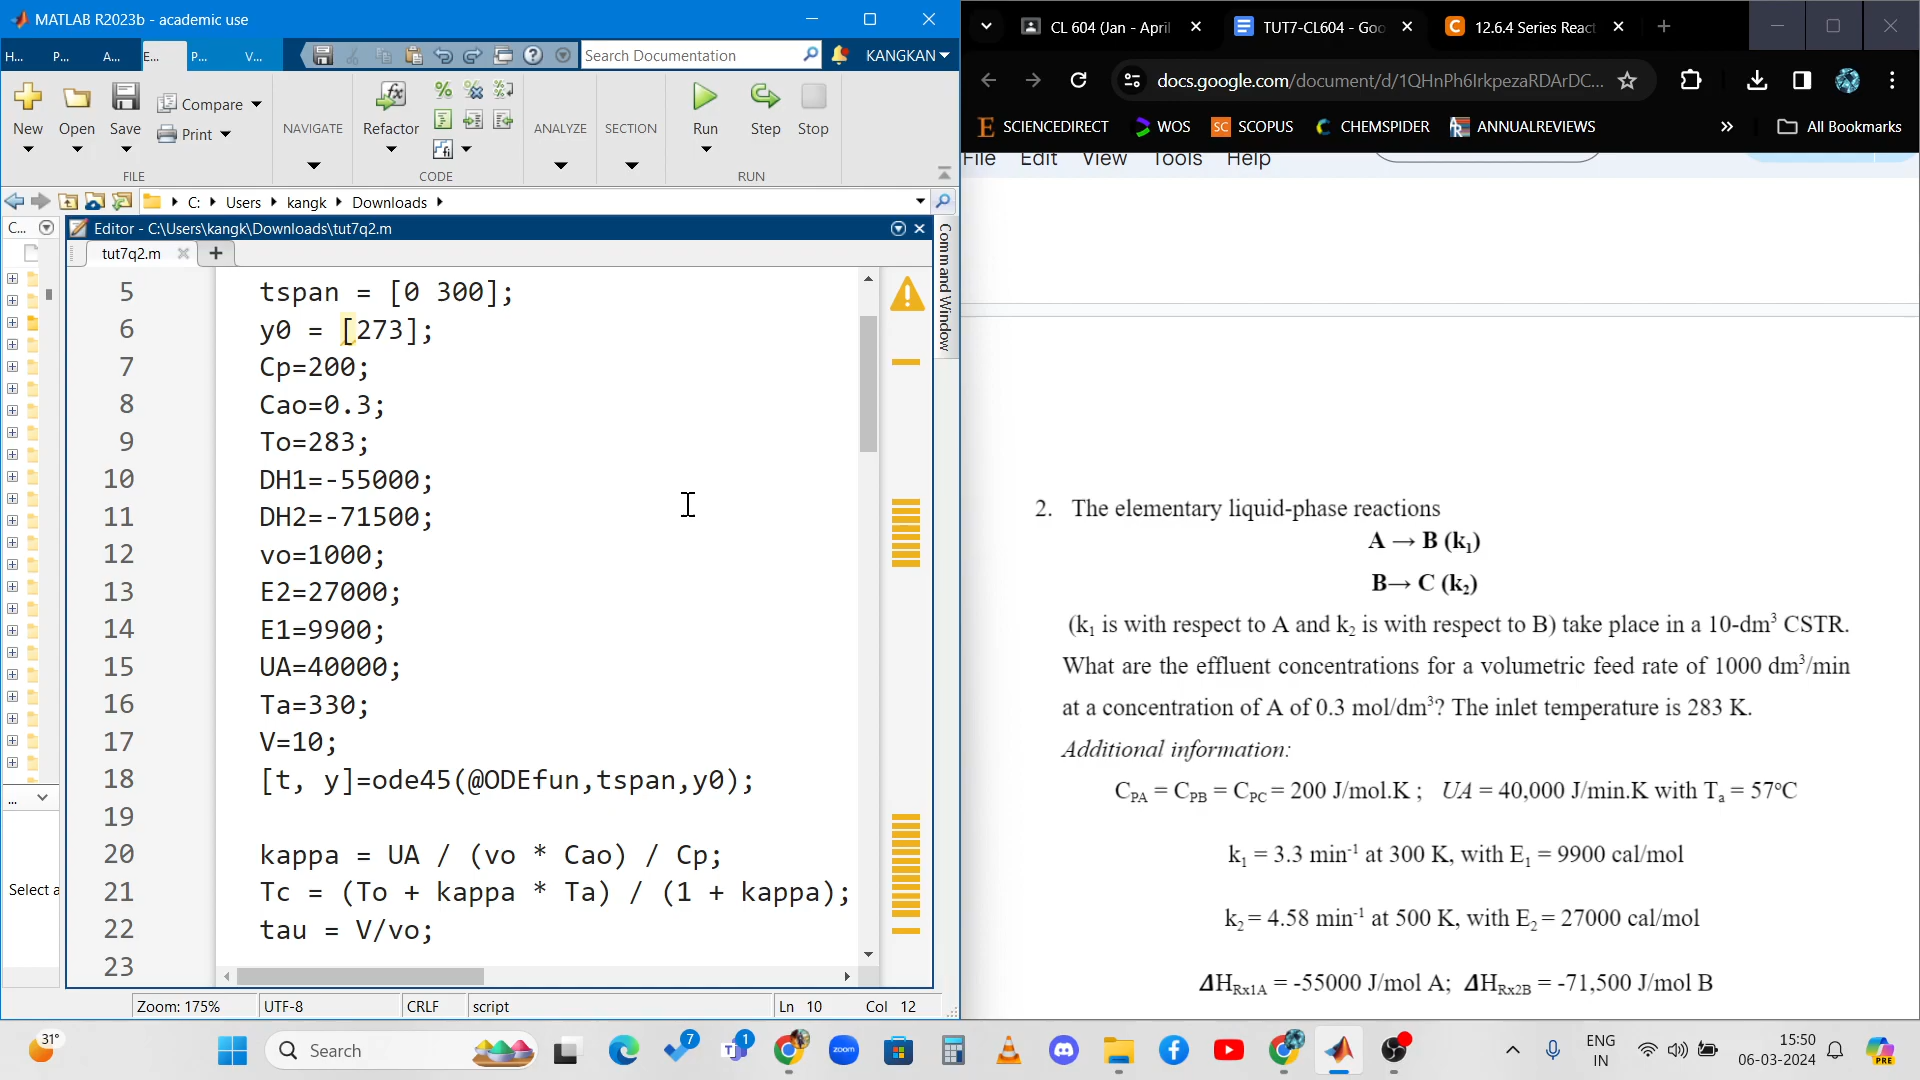 MATLAB R2023b - academic use
H... P... A... E... P... V...
Search Documentation
KANGKAN
New Open Save
Compare
Print
FILE
NAVIGATE
Refactor
CODE
ANALYZE
SECTION
Run Step Stop
RUN
C: Users kangk Downloads
C...
Editor - C:\Users\kangk\Downloads\tut7q2.m
tut7q2.m
Command Window
5 tspan = [0 300];
6 y0 = [273];
7 Cp=200;
8 Cao=0.3;
9 To=283;
10 DH1=-55000;
11 DH2=-71500;
12 vo=1000;
13 E2=27000;
14 E1=9900;
15 UA=40000;
16 Ta=330;
17 V=10;
18 [t, y]=ode45(@ODEfun,tspan,y0);
19
20 kappa = UA / (vo * Cao) / Cp;
21 Tc = (To + kappa * Ta) / (1 + kappa);
22 tau = V/vo;
23
...
Select a
Zoom: 175% UTF-8 CRLF script Ln 10 Col 12
CL 604 (Jan - April
TUT7-CL604 - Goo
12.6.4 Series React
docs.google.com/document/d/1QHnPh6IrkpezaRDArDC...
SCIENCEDIRECT WOS SCOPUS CHEMSPIDER ANNUALREVIEWS » All Bookmarks
File Edit View Tools Help
2. The elementary liquid-phase reactions
A → B (k₁)
B→ C (k₂)
(k₁ is with respect to A and k₂ is with respect to B) take place in a 10-dm³ CSTR.
What are the effluent concentrations for a volumetric feed rate of 1000 dm³/min
at a concentration of A of 0.3 mol/dm³? The inlet temperature is 283 K.
Additional information:
C_PA = C_PB = C_PC = 200 J/mol.K ; UA = 40,000 J/min.K with Tₐ = 57°C
k₁ = 3.3 min⁻¹ at 300 K, with E₁ = 9900 cal/mol
k₂ = 4.58 min⁻¹ at 500 K, with E₂ = 27000 cal/mol
ΔH_Rx1A = -55000 J/mol A; ΔH_Rx2B = -71,500 J/mol B
31°
Search
7
1
zoom
ENG
IN
15:50
06-03-2024
PRE